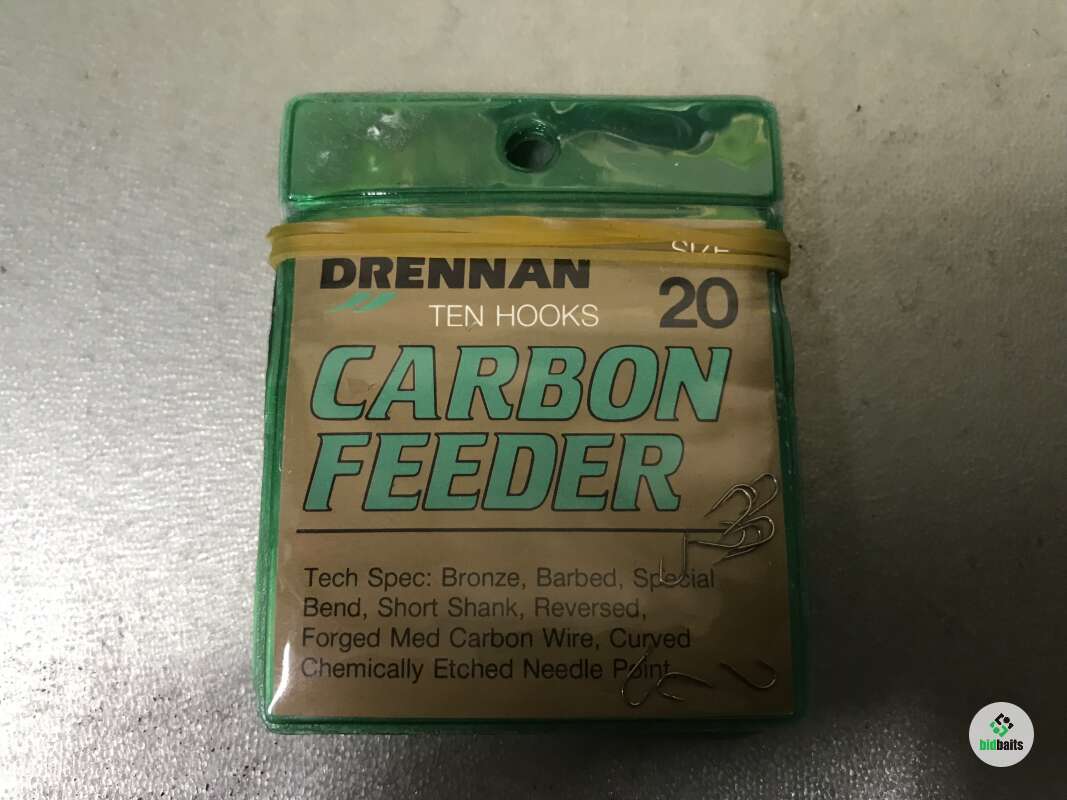 SIZE
DRENNAN
20
TEN HOOKS
CARBON
FEEDER
Tech Spec: Bronze, Barbed, Special
Bend, Short Shank, Reversed,
Forged Med Carbon Wire, Curved
Chemically Etched Needle Point
bidbaits